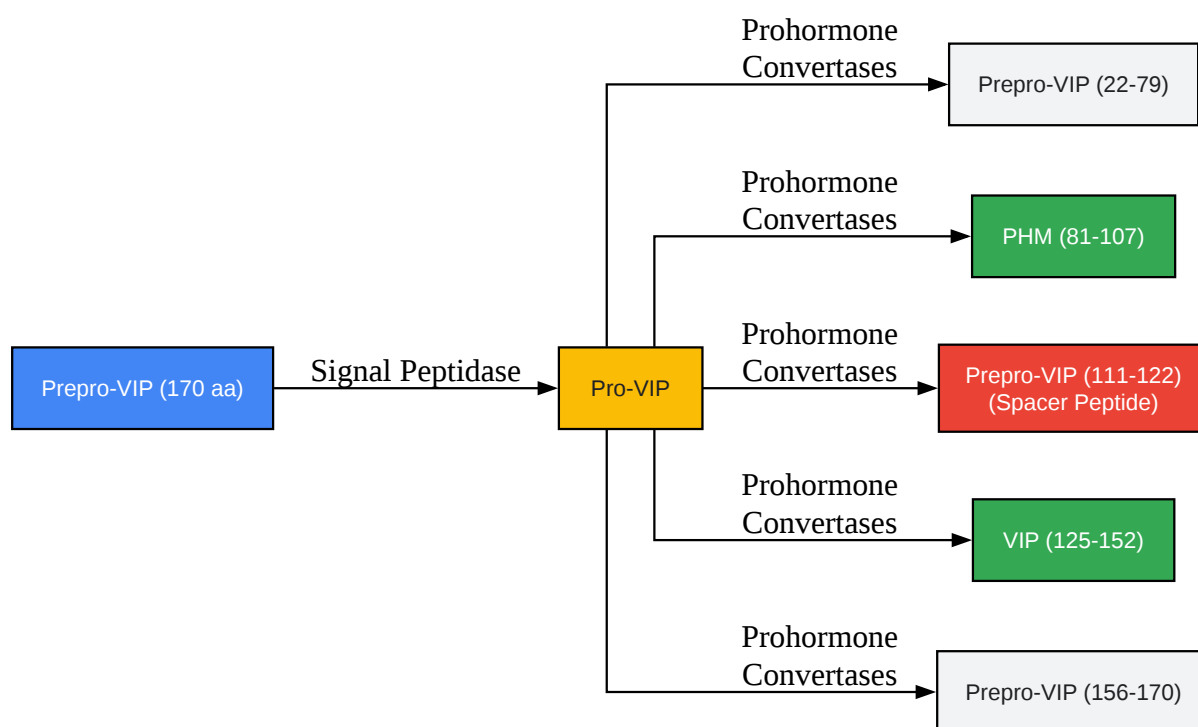 Prohormone
Convertases
Prepro-VIP (22-79)
Prohormone
Convertases
PHM (81-107)
Prepro-VIP (170 aa)
Signal Peptidase
Pro-VIP
Prohormone
Convertases
Prepro-VIP (111-122)
(Spacer Peptide)
Prohormone
Convertases
VIP (125-152)
Prohormone
Convertases
Prepro-VIP (156-170)